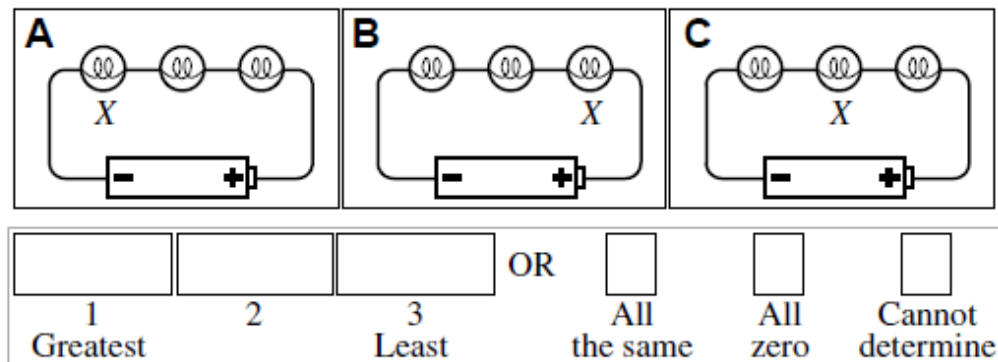 A B C
X X X
− + − + − +
OR
1 2 3 All All Cannot
Greatest Least the same zero determine